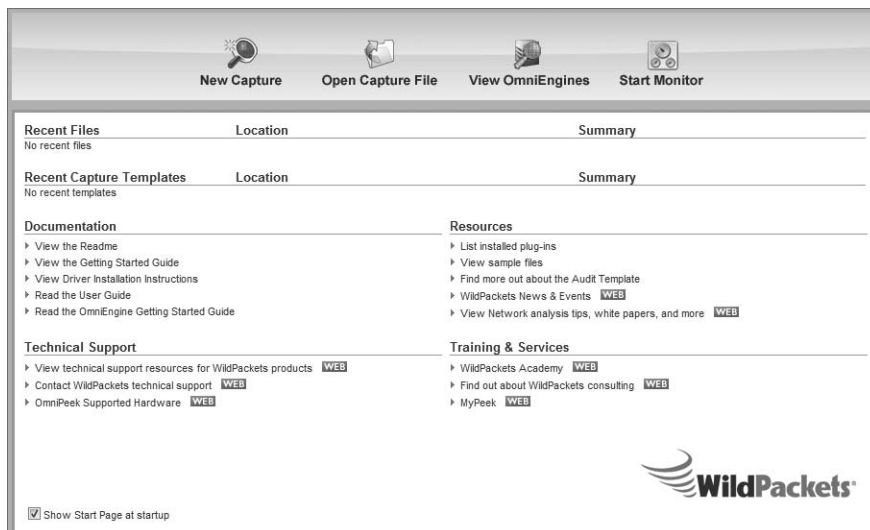 New Capture Open Capture File View OmniEngines Start Monitor
Recent Files Location Summary
No recent files
Recent Capture Templates Location Summary
No recent templates
Documentation
View the Readme
View the Getting Started Guide
View Driver Installation Instructions
Read the User Guide
Read the OmniEngine Getting Started Guide
Resources
List installed plug-ins
View sample files
Find more out about the Audit Template
WildPackets News & Events WEB
View Network analysis tips, white papers, and more WEB
Technical Support
View technical support resources for WildPackets products WEB
Contact WildPackets technical support WEB
OmniPeek Supported Hardware WEB
Training & Services
WildPackets Academy WEB
Find out about WildPackets consulting WEB
MyPeek WEB
WildPackets
Show Start Page at startup